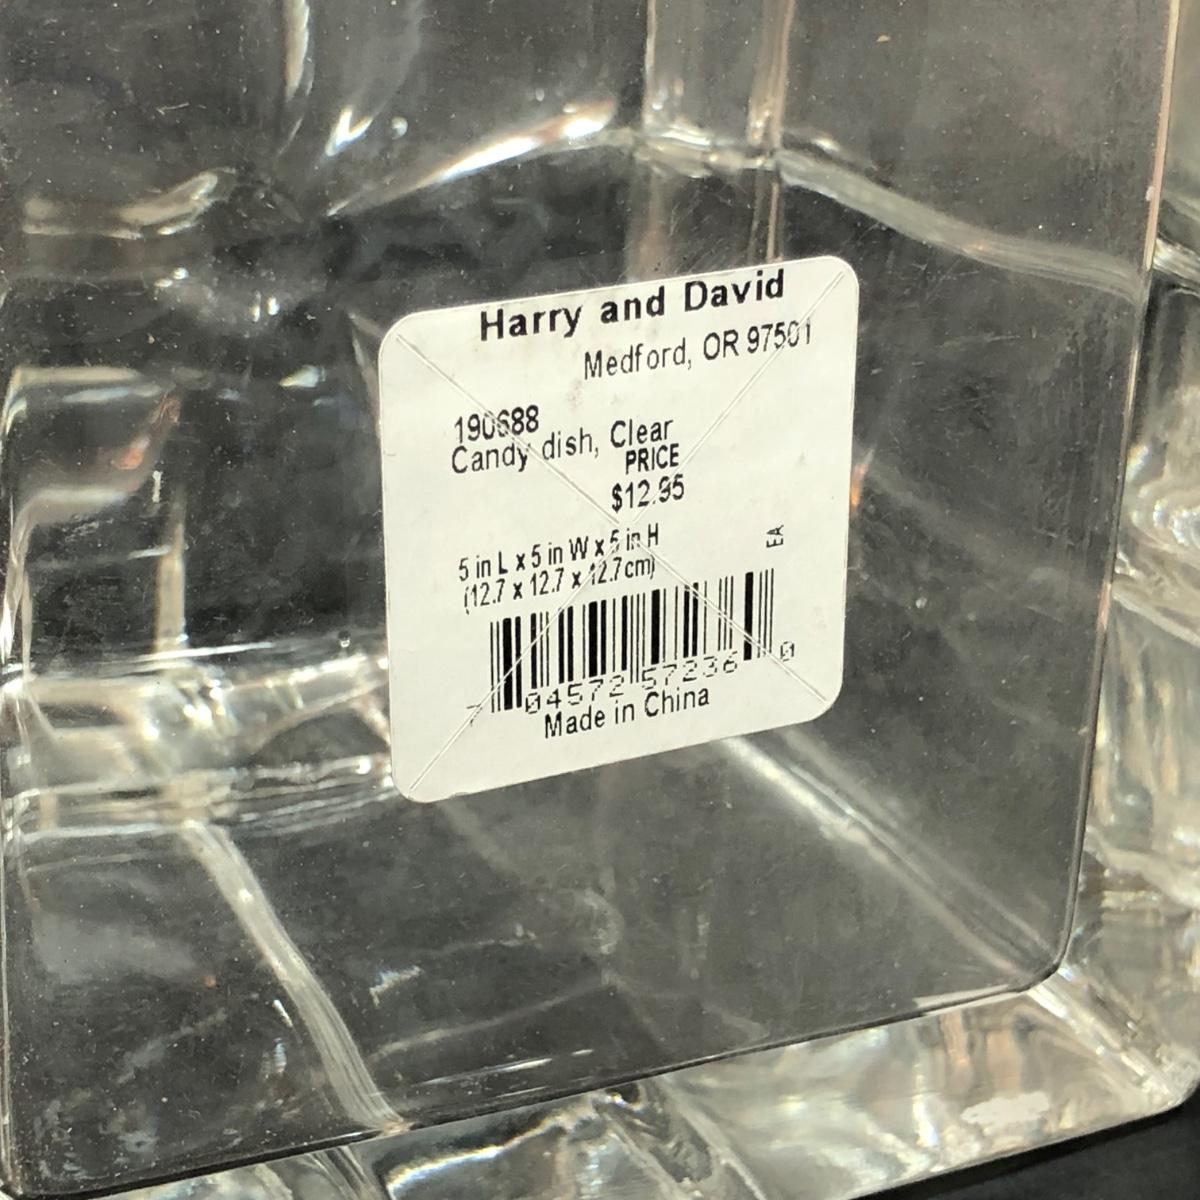 Harry and David
Medford, OR 97501
190688
Candy dish, Clear
PRICE
$12.95
5 in L x 5 in W x 5 in H
EA
(12.7 x 12.7 x 12.7cm)
7 04572 57236 0
Made in China